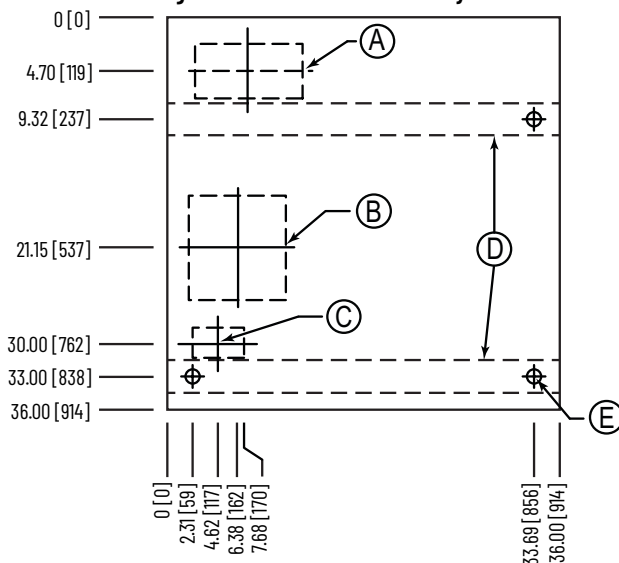 0 [0]
A
4.70 [119]
9.32 [237]
B
21.15 [537]
D
C
30.00 [762]
33.00 [838]
36.00 [914]
E
0 [0]
2.31 [59]
4.62 [117]
6.38 [162]
7.68 [170]
33.69 [856]
36.00 [914]